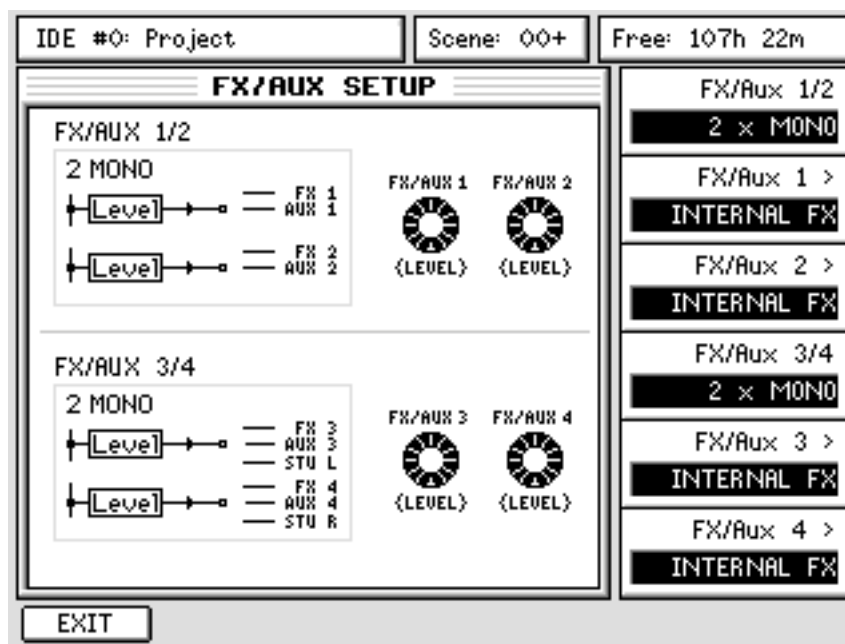 IDE #0: Project
Scene: 00+
Free: 107h 22m
FX/AUX SETUP
FX/AUX 1/2
2 MONO
Level
FX 1
AUX 1
Level
FX 2
AUX 2
FX/AUX 1
FX/AUX 2
{LEVEL}
{LEVEL}
FX/AUX 3/4
2 MONO
Level
FX 3
AUX 3
STU L
Level
FX 4
AUX 4
STU R
FX/AUX 3
FX/AUX 4
{LEVEL}
{LEVEL}
FX/Aux 1/2
2 x MONO
FX/Aux 1 >
INTERNAL FX
FX/Aux 2 >
INTERNAL FX
FX/Aux 3/4
2 x MONO
FX/Aux 3 >
INTERNAL FX
FX/Aux 4 >
INTERNAL FX
EXIT